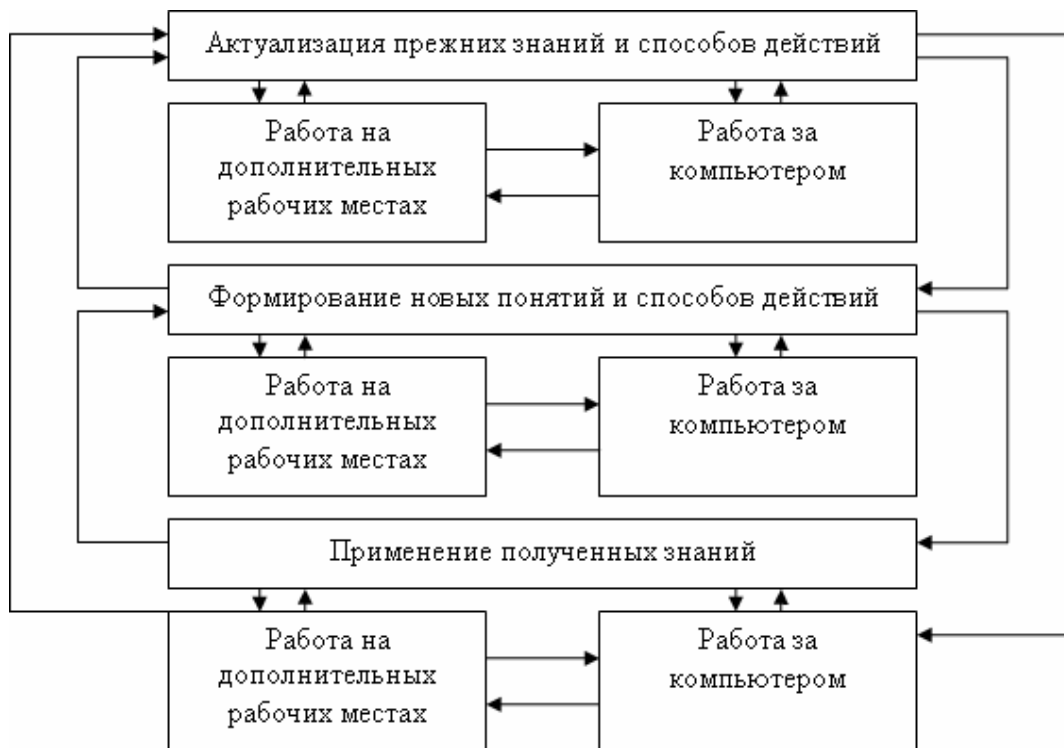 Актуализация прежних знаний и способов действий
Работа на
дополнительных
рабочих местах
Работа за
компьютером
Формирование новых понятий и способов действий
Работа на
дополнительных
рабочих местах
Работа за
компьютером
Применение полученных знаний
Работа на
дополнительных
рабочих местах
Работа за
компьютером